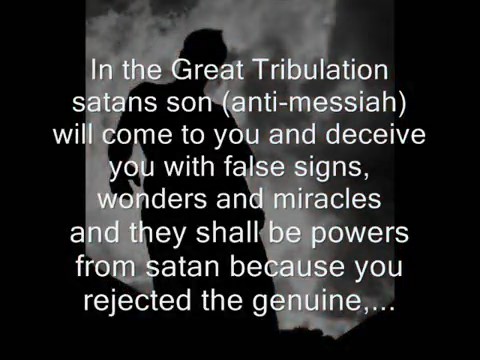 In the Great Tribulation
satans son (anti-messiah)
will come to you and deceive
you with false signs,
wonders and miracles
and they shall be powers
from satan because you
rejected the genuine,...